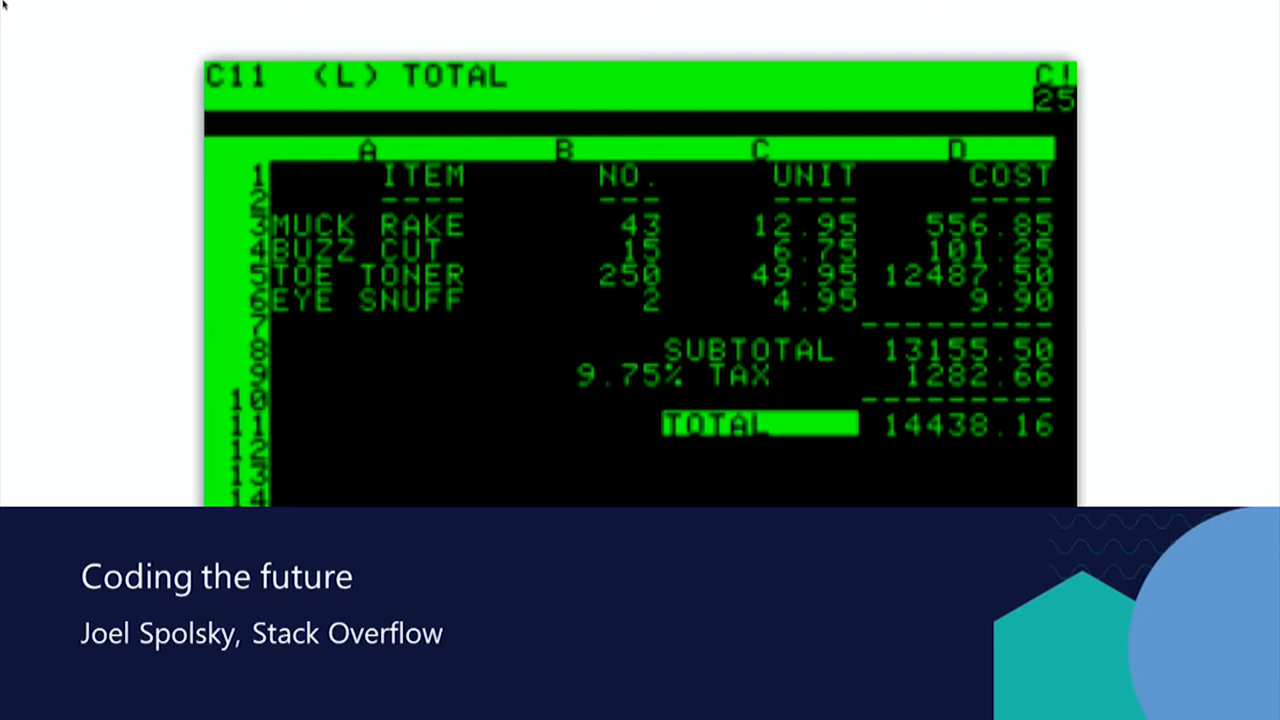 C11 (L) TOTAL C!
25
A B C D
1 ITEM NO. UNIT COST
2 ---- --- ---- ----
3 MUCK RAKE 43 12.95 556.85
4 BUZZ CUT 15 6.75 101.25
5 TOE TONER 250 49.95 12487.50
6 EYE SNUFF 2 4.95 9.90
7 ---------
8 SUBTOTAL 13155.50
9 9.75% TAX 1282.66
10 ---------
11 TOTAL 14438.16
12
13
14
Coding the future
Joel Spolsky, Stack Overflow